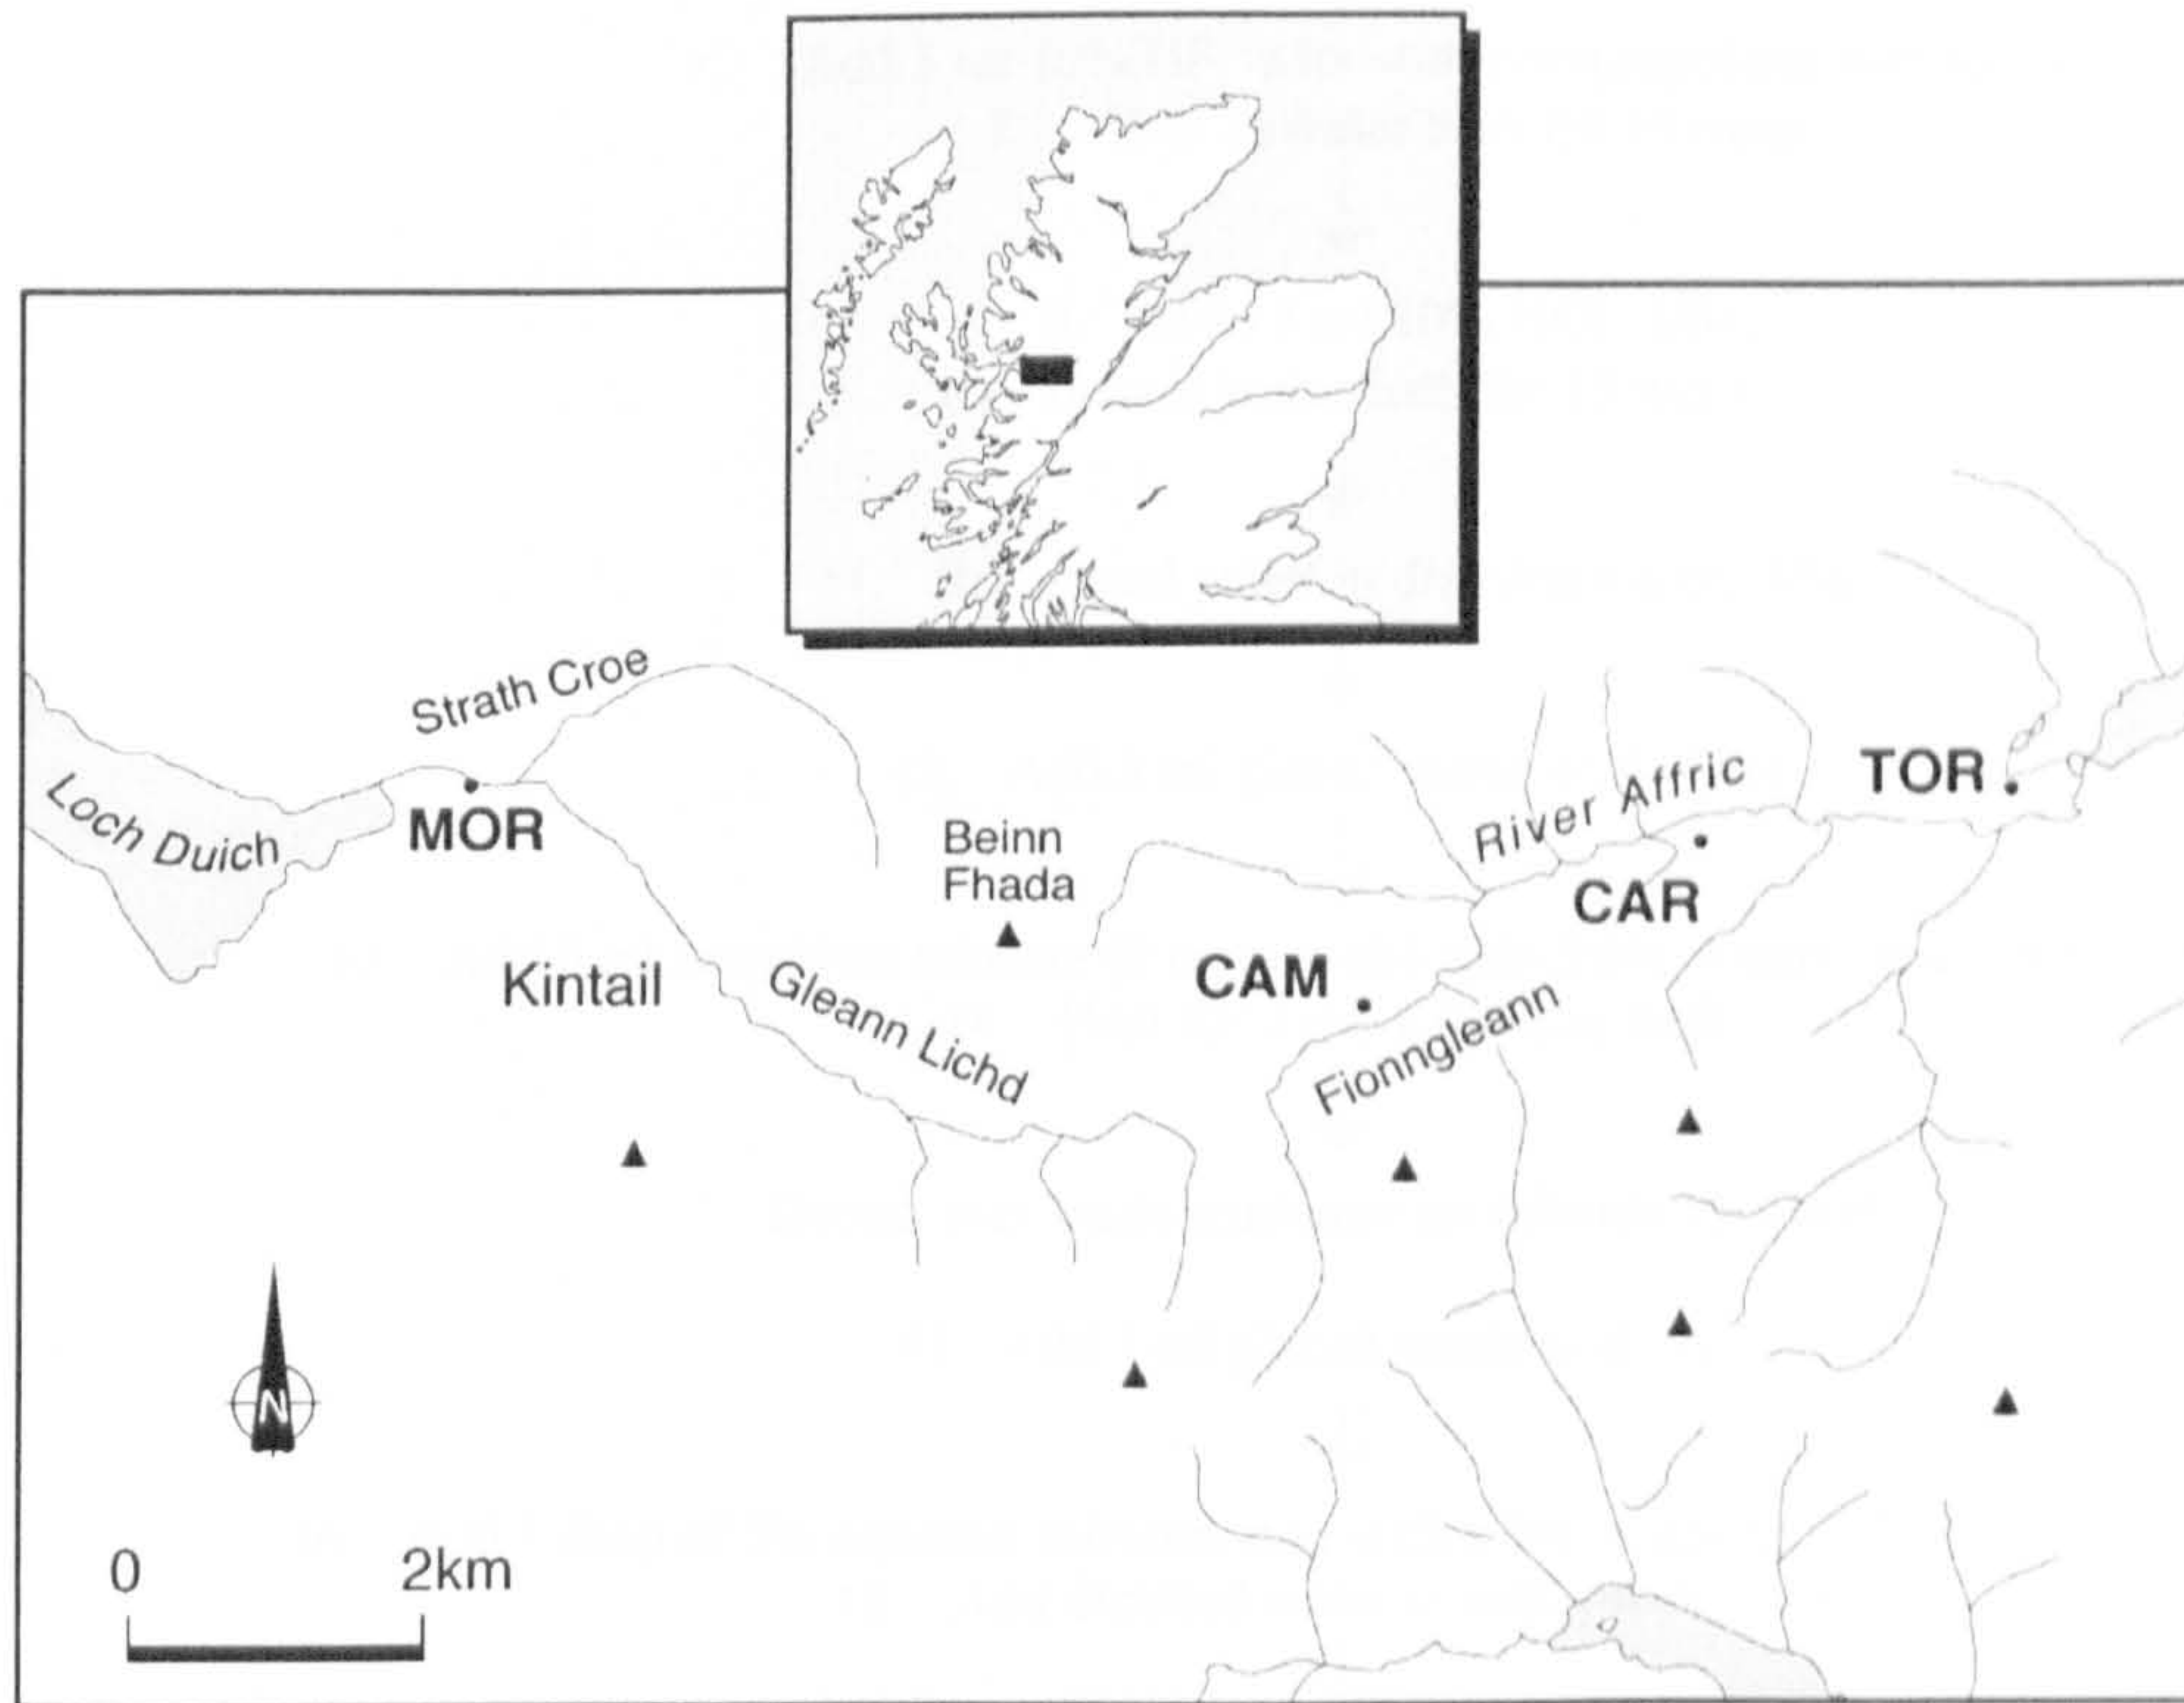 Strath Croe
Loch Duich
MOR
Beinn
Fhada
River Affric
TOR
CAR
Kintail
Gleann Lichd
CAM
Fionngleann
N
0
2km